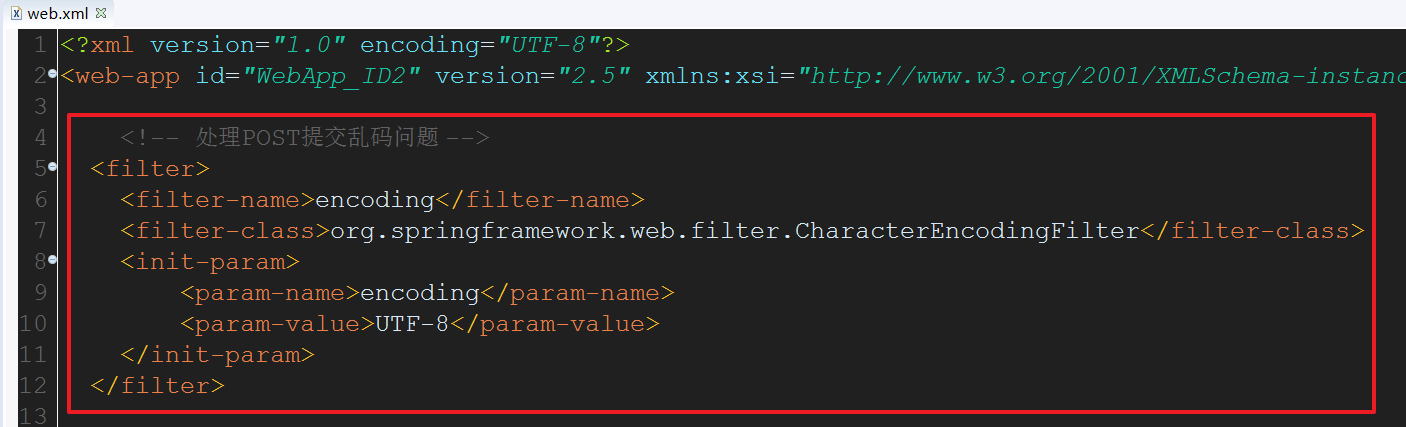 web.xml
1 <?xml version="1.0" encoding="UTF-8"?>
2 <web-app id="WebApp_ID2" version="2.5" xmlns:xsi="http://www.w3.org/2001/XMLSchema-instanc
3
4 <!-- 处理POST提交乱码问题 -->
5 <filter>
6 <filter-name>encoding</filter-name>
7 <filter-class>org.springframework.web.filter.CharacterEncodingFilter</filter-class>
8 <init-param>
9 <param-name>encoding</param-name>
10 <param-value>UTF-8</param-value>
11 </init-param>
12 </filter>
13